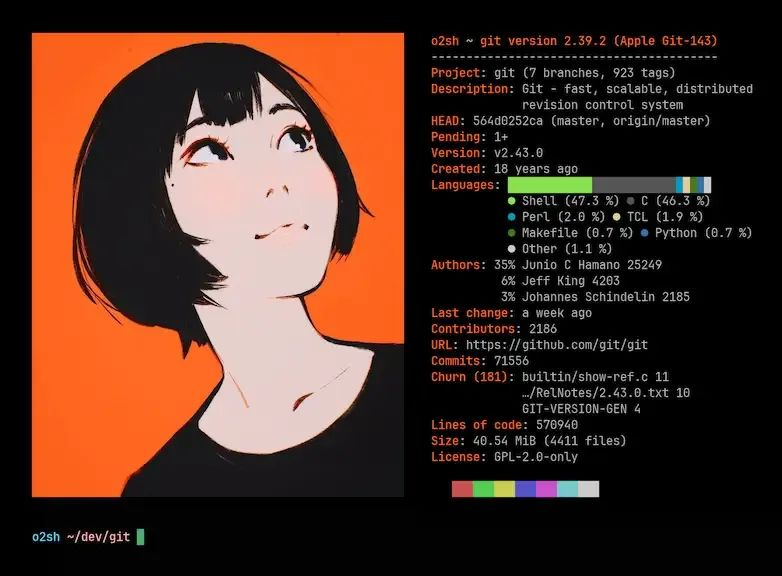 o2sh ~ git version 2.39.2 (Apple Git-143)
-----------------------------------------
Project: git (7 branches, 923 tags)
Description: Git - fast, scalable, distributed
revision control system
HEAD: 564d0252ca (master, origin/master)
Pending: 1+
Version: v2.43.0
Created: 18 years ago
Languages:
● Shell (47.3 %) ● C (46.3 %)
● Perl (2.0 %) ● TCL (1.9 %)
● Makefile (0.7 %) ● Python (0.7 %)
● Other (1.1 %)
Authors: 35% Junio C Hamano 25249
6% Jeff King 4203
3% Johannes Schindelin 2185
Last change: a week ago
Contributors: 2186
URL: https://github.com/git/git
Commits: 71556
Churn (181): builtin/show-ref.c 11
…/RelNotes/2.43.0.txt 10
GIT-VERSION-GEN 4
Lines of code: 570940
Size: 40.54 MiB (4411 files)
License: GPL-2.0-only
o2sh ~/dev/git